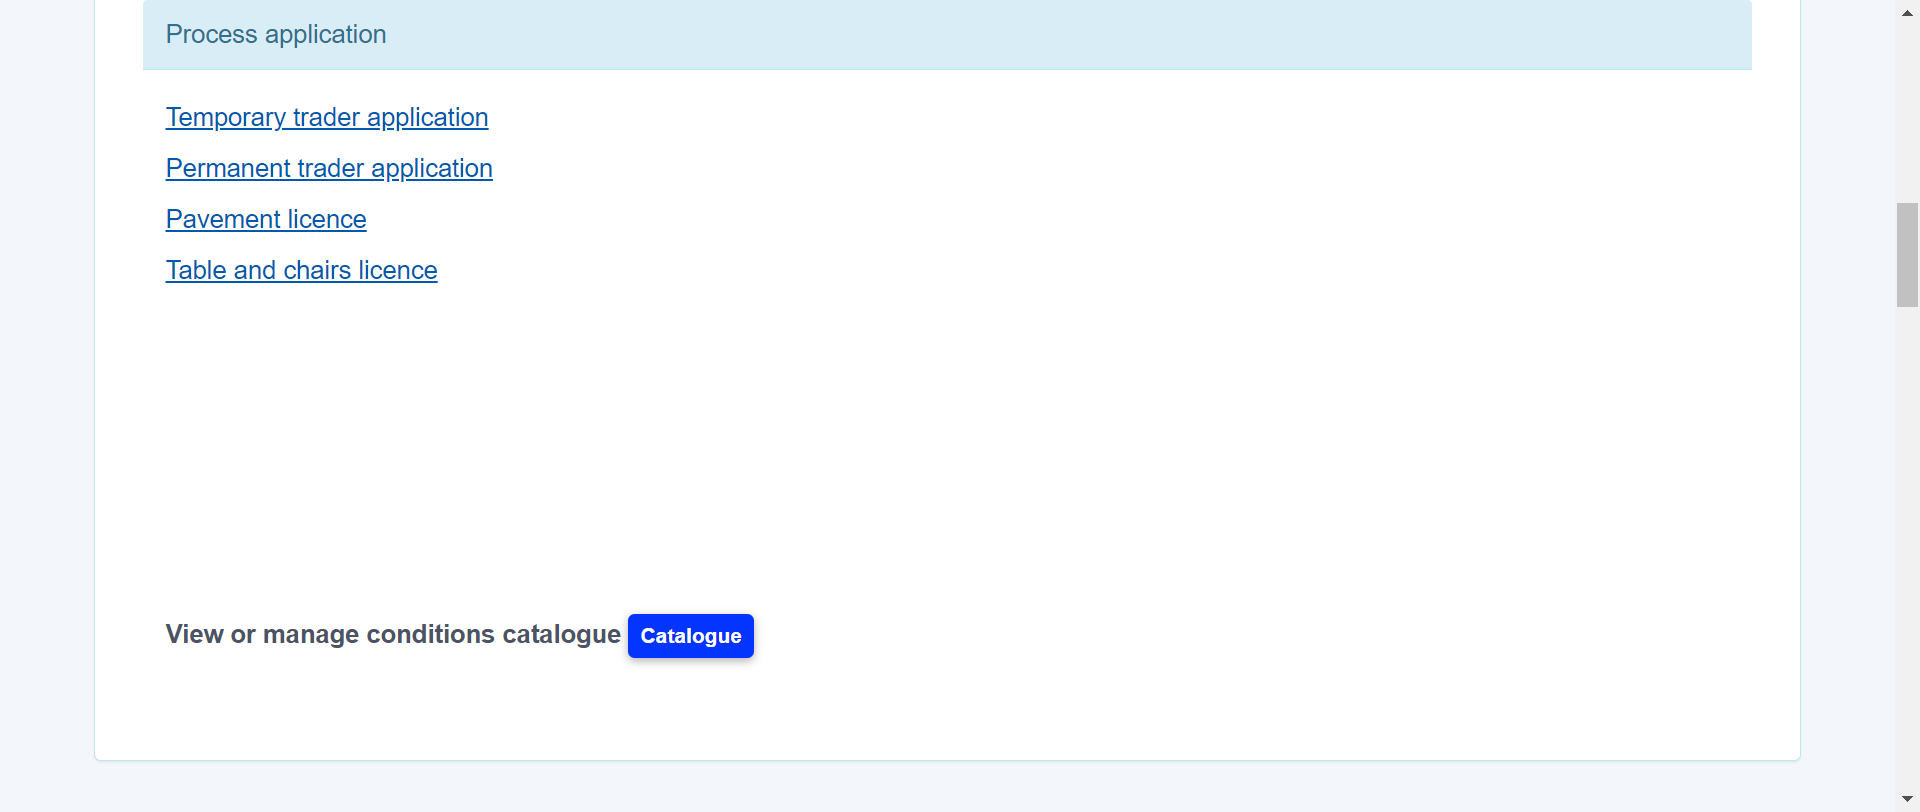 Process application
Temporary trader application
Permanent trader application
Pavement licence
Table and chairs licence
View or manage conditions catalogue Catalogue